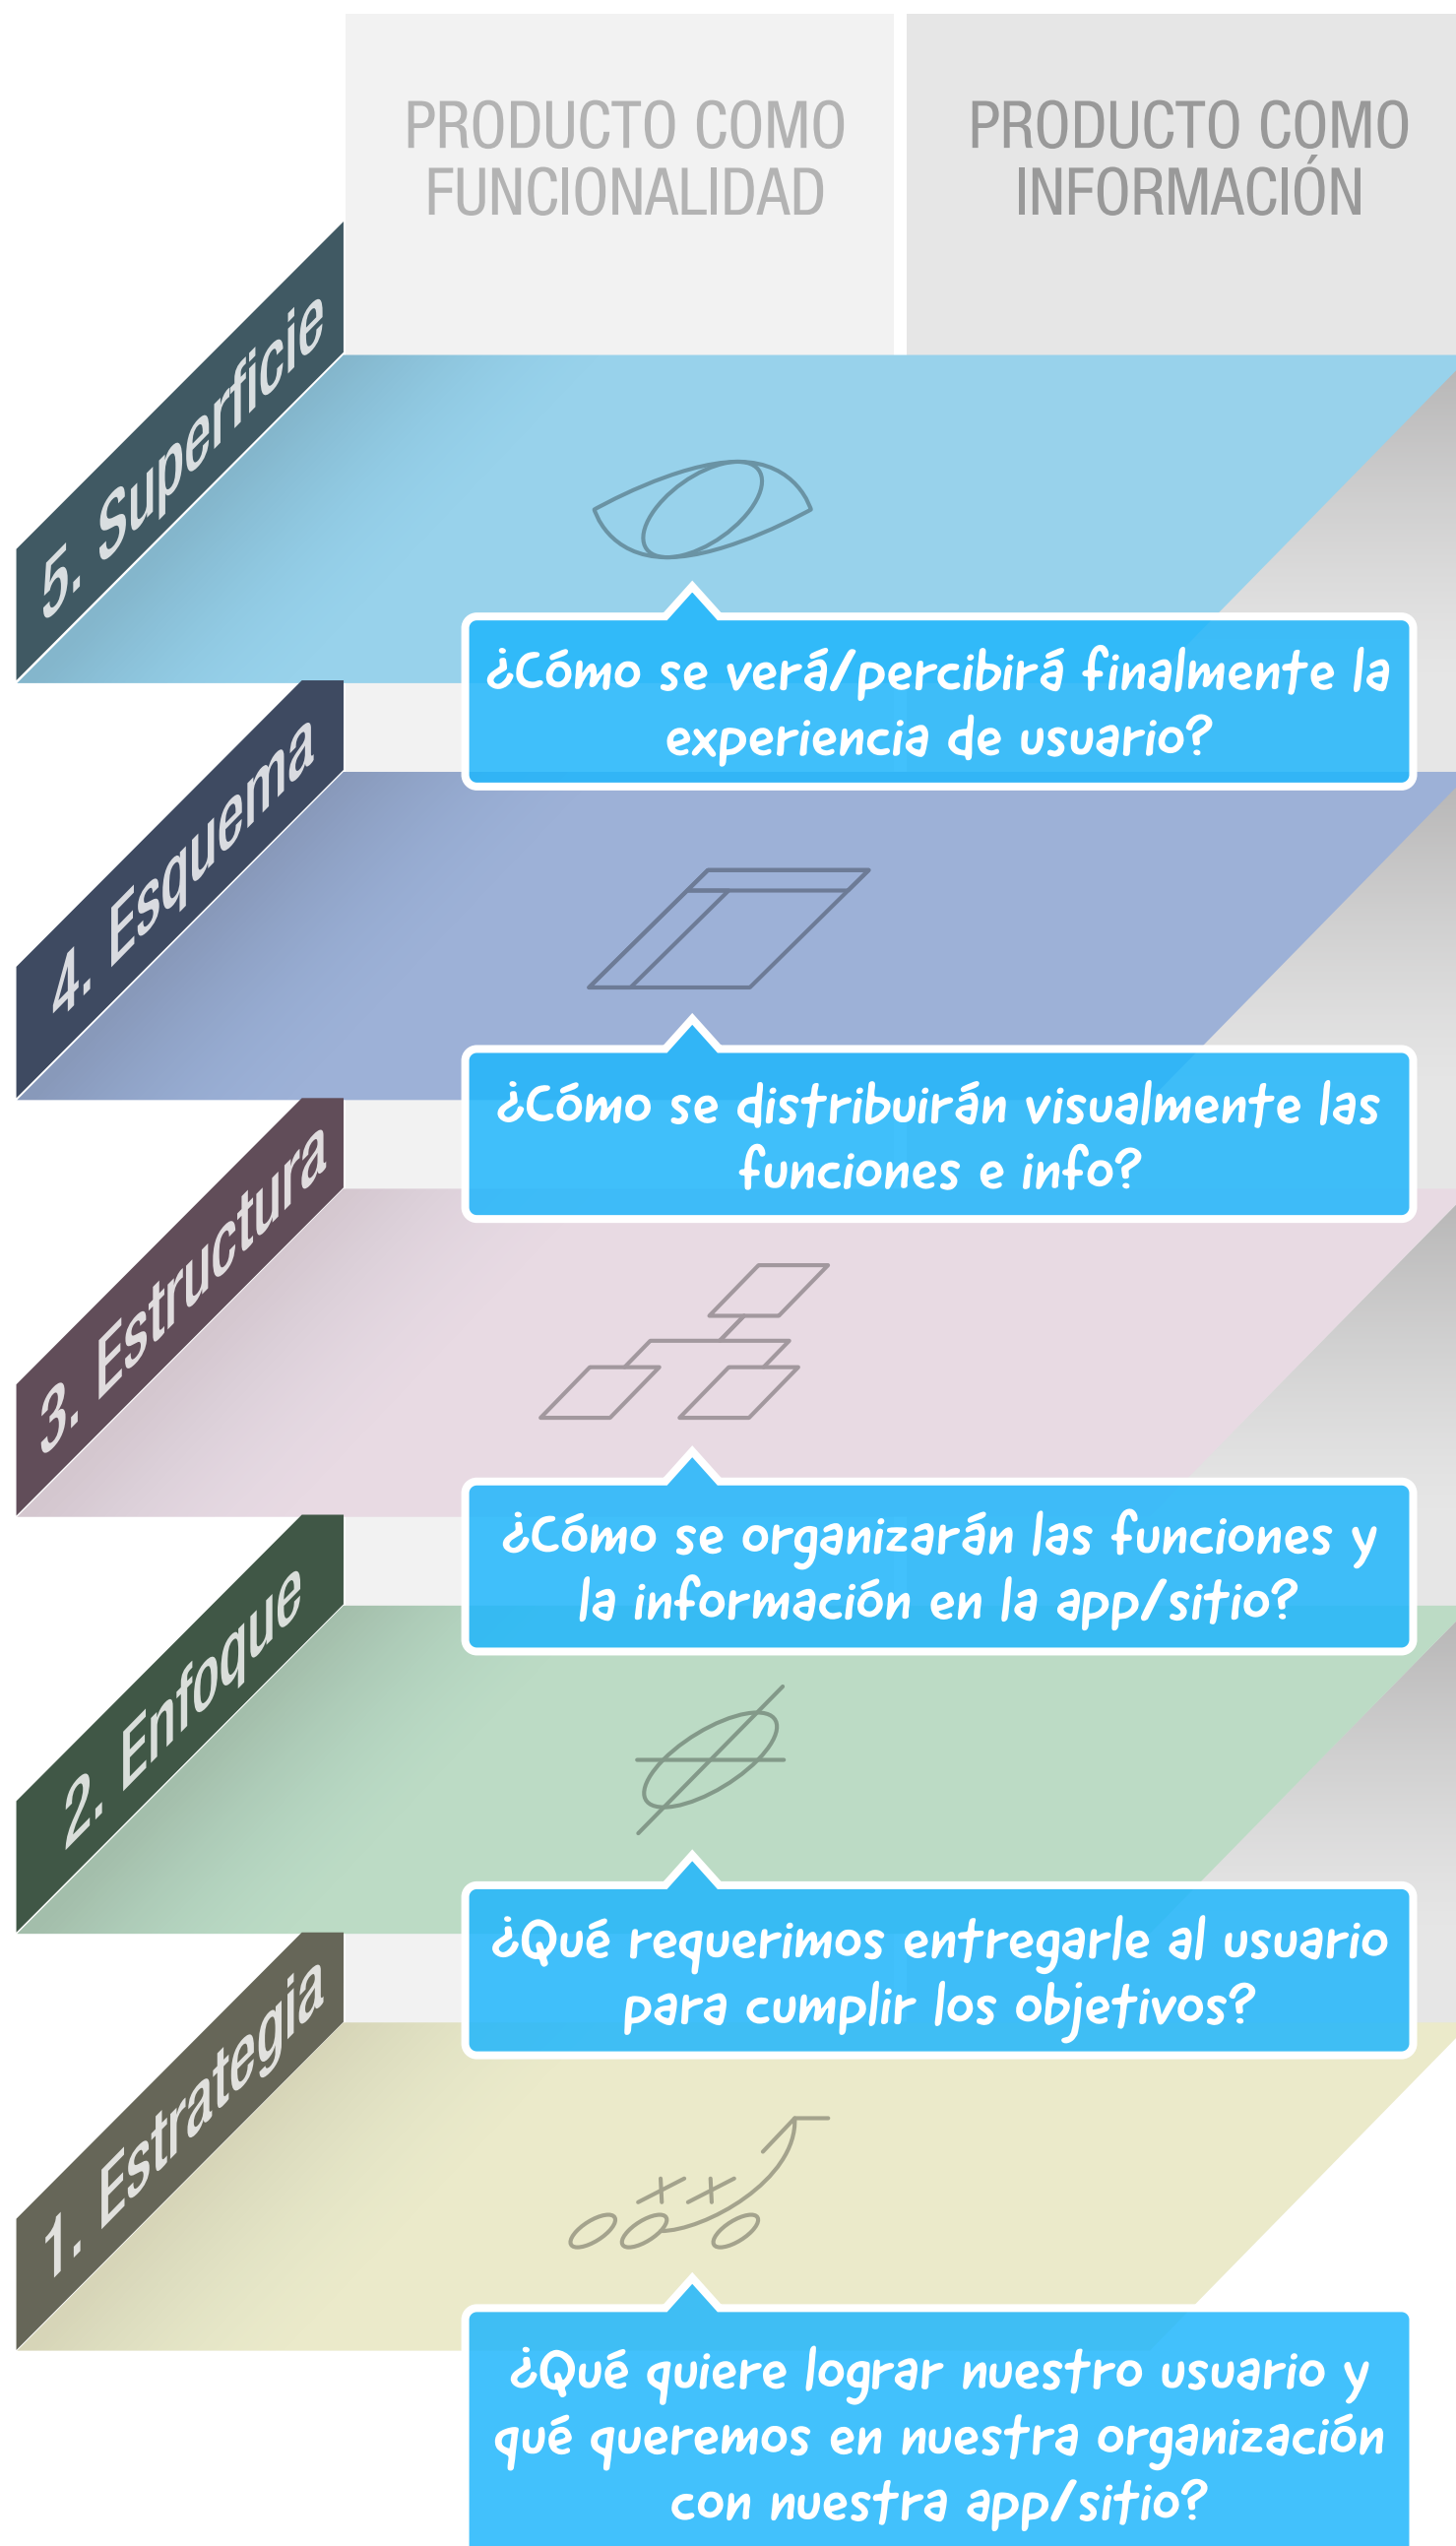 PRODUCTO COMO
FUNCIONALIDAD
PRODUCTO COMO
INFORMACIÓN
5. Superficie
¿Cómo se verá/percibirá finalmente la
experiencia de usuario?
4. Esquema
¿Cómo se distribuirán visualmente las
funciones e info?
3. Estructura
¿Cómo se organizarán las funciones y
la información en la app/sitio?
2. Enfoque
¿Qué requerimos entregarle al usuario
para cumplir los objetivos?
1. Estrategia
¿Qué quiere lograr nuestro usuario y
qué queremos en nuestra organización
con nuestra app/sitio?